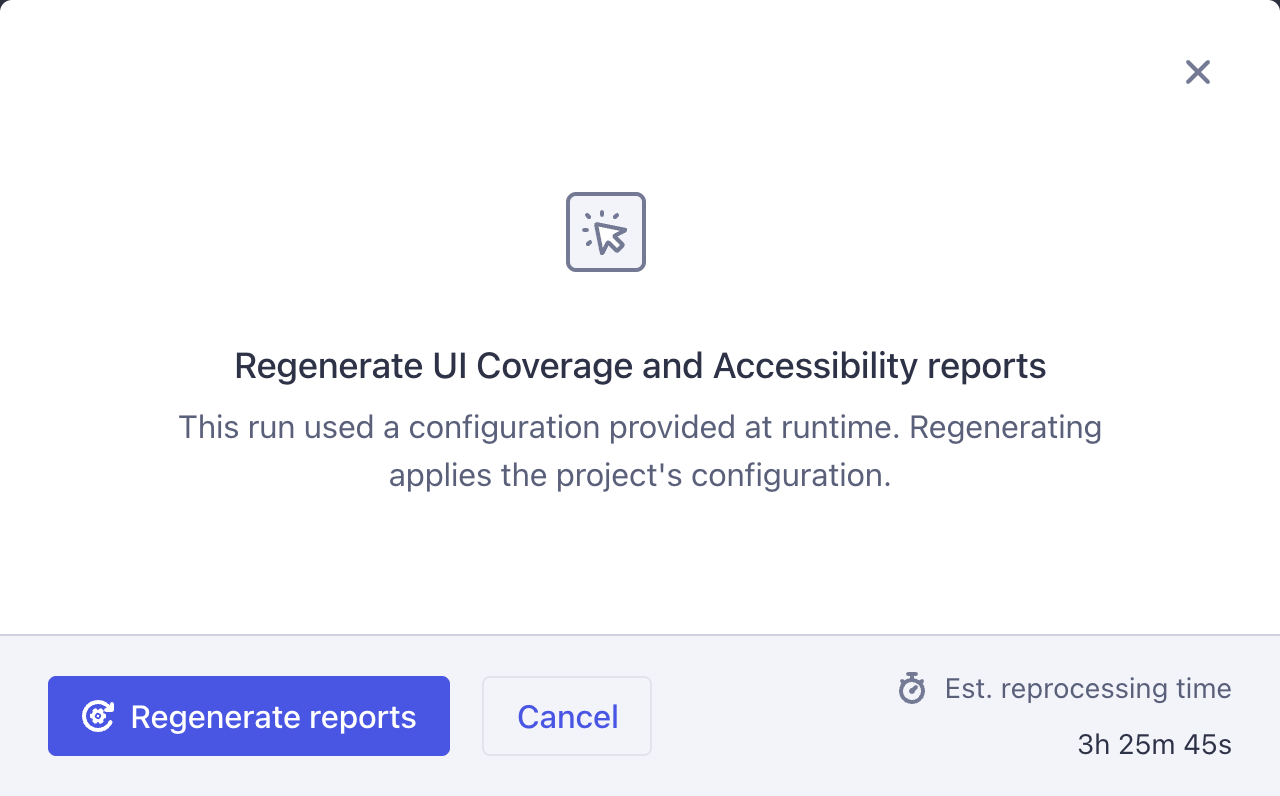 Regenerate UI Coverage and Accessibility reports
This run used a configuration provided at runtime. Regenerating
applies the project's configuration.
Regenerate reports
Cancel
Est. reprocessing time
3h 25m 45s